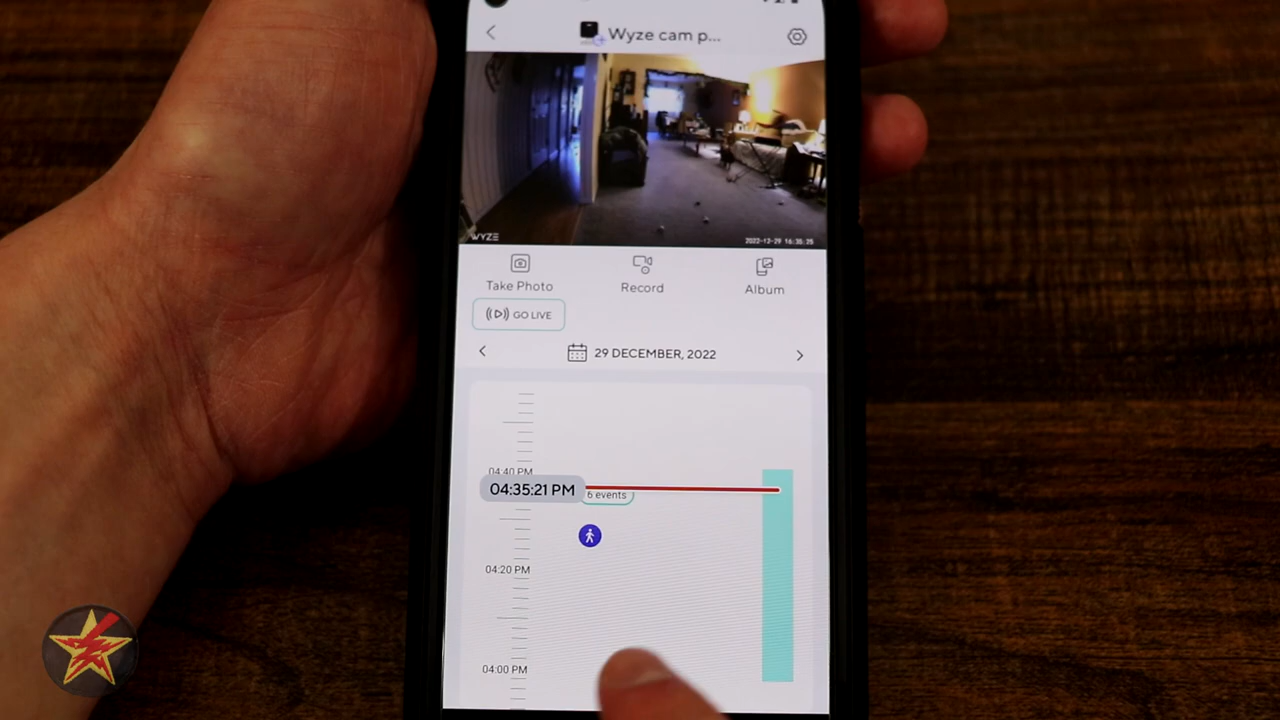 Wyze cam p...
WYZE
2022-12-29 16:35:25
Take Photo
Record
Album
GO LIVE
29 DECEMBER, 2022
04:40 PM
04:35:21 PM
6 events
04:20 PM
04:00 PM